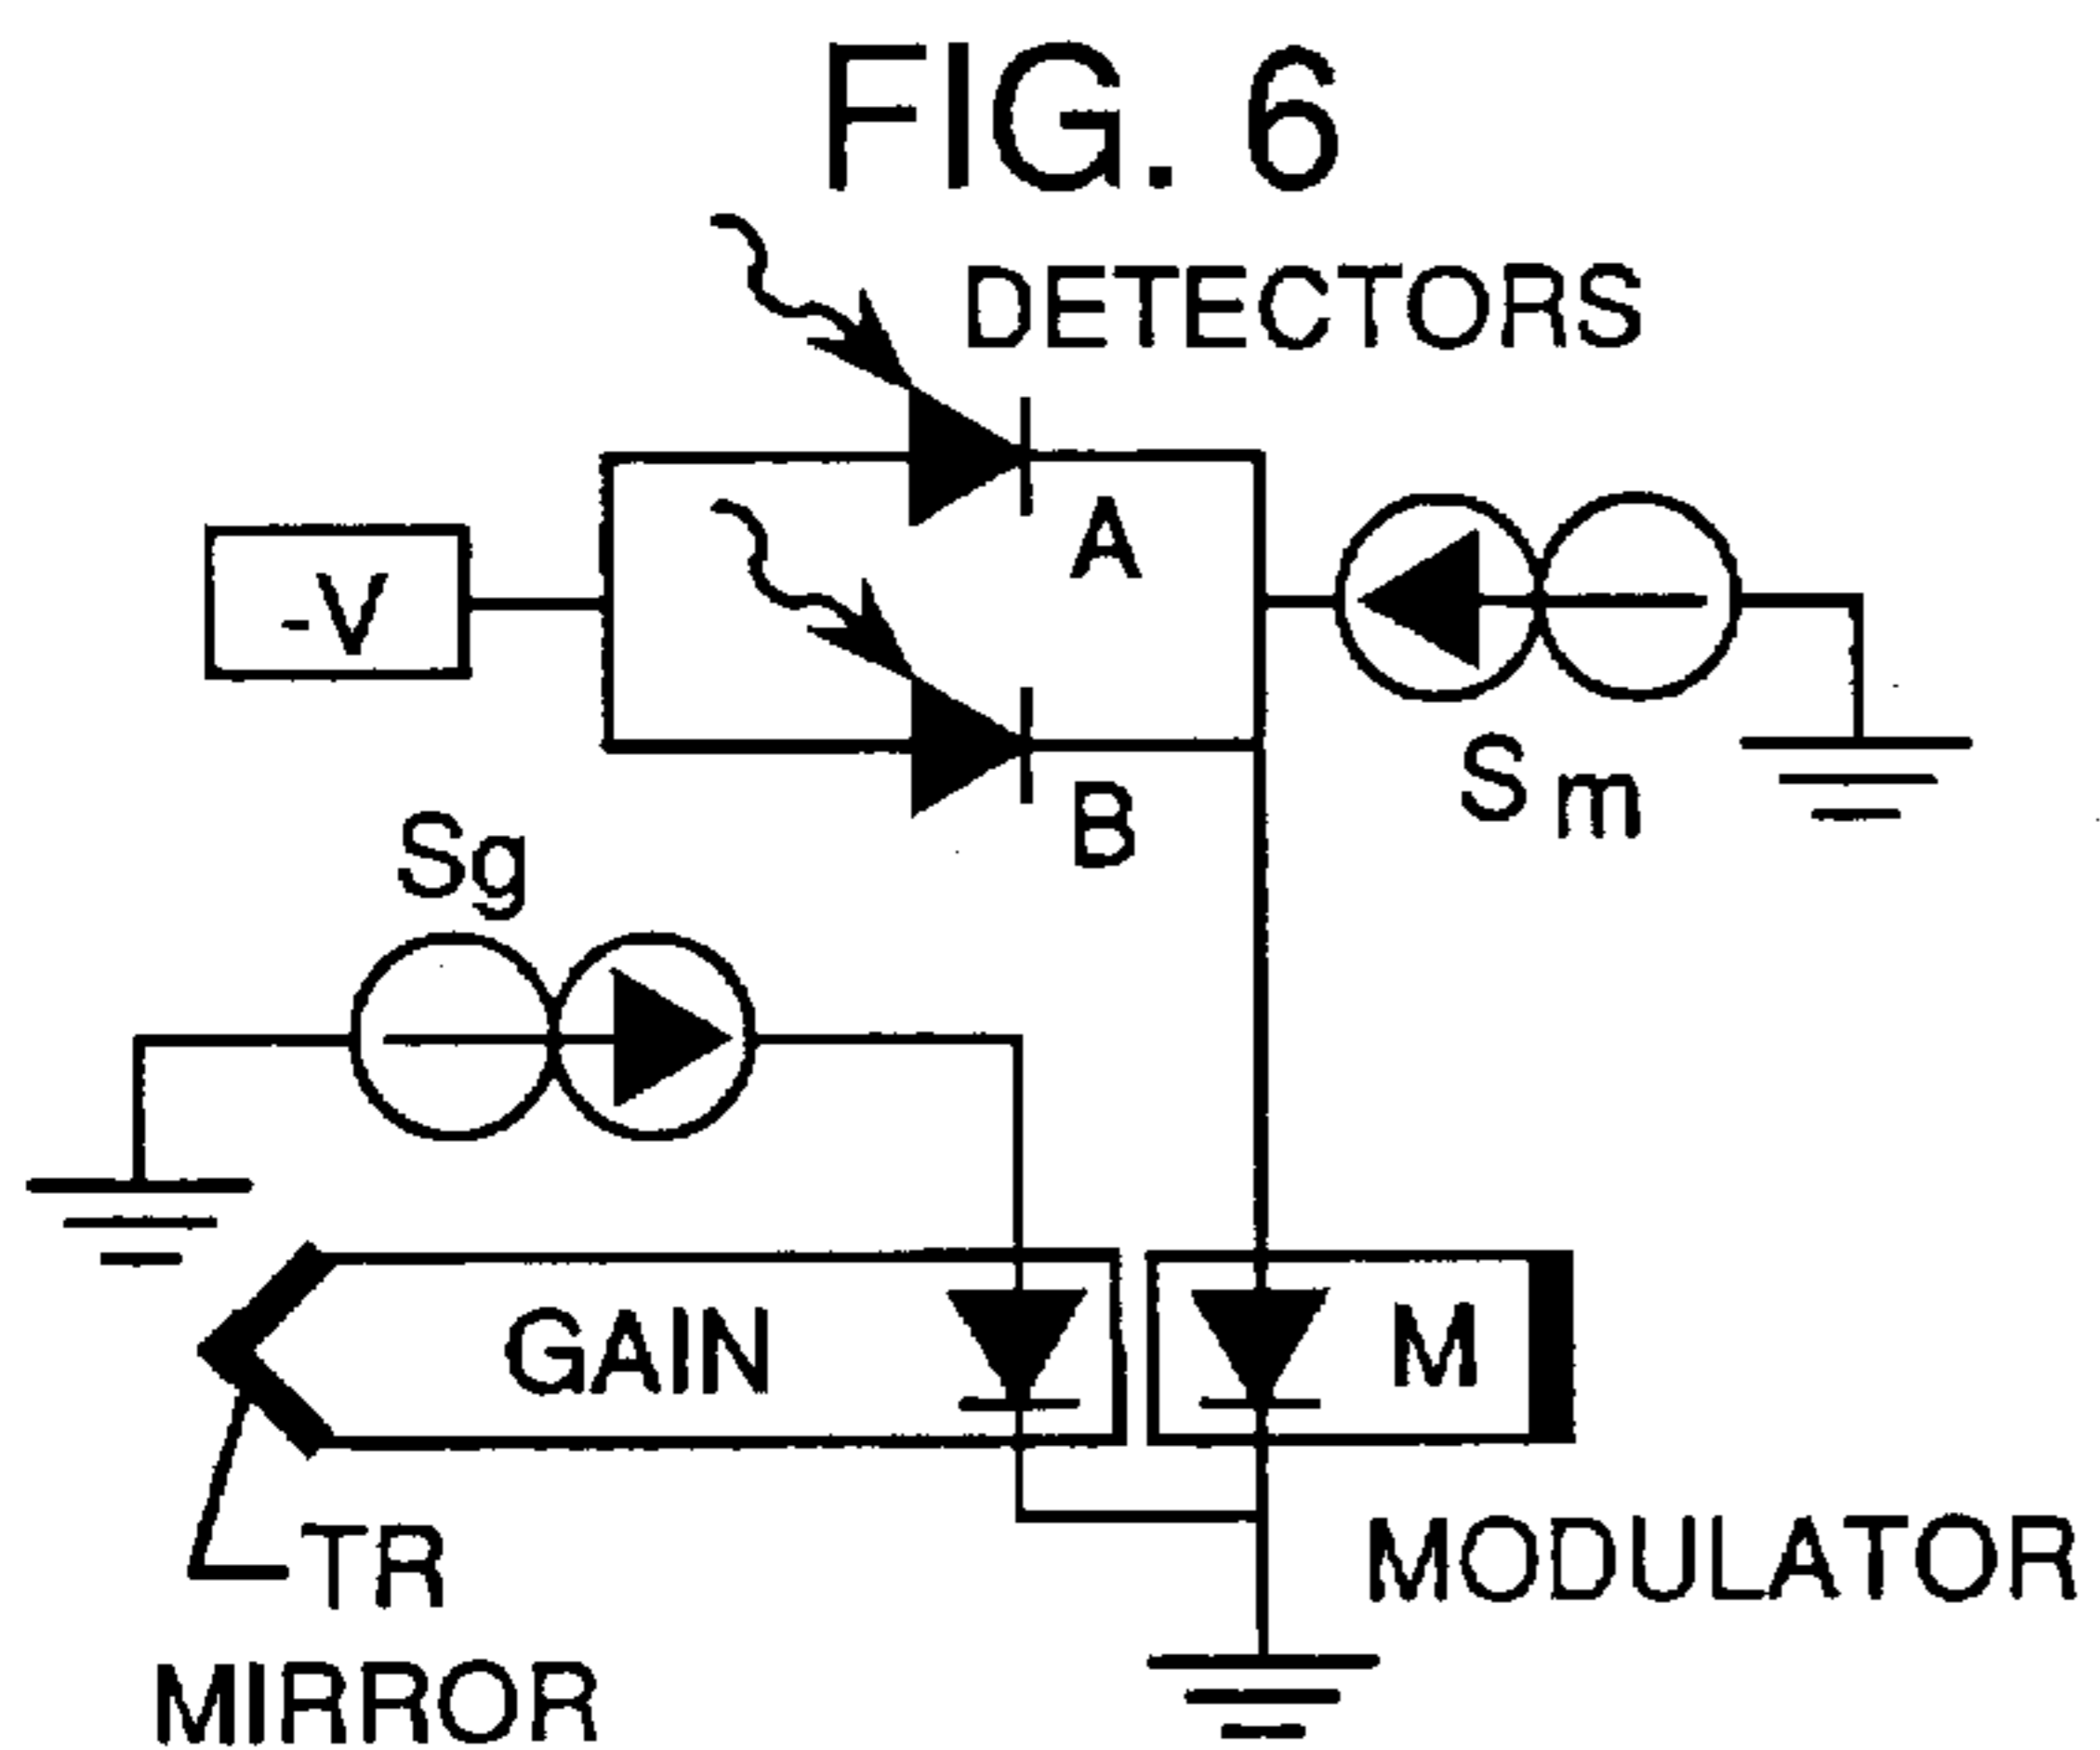 FIG. 6
DETECTORS
A
-V
B
Sm
Sg
GAIN
M
TR
MIRROR
MODULATOR